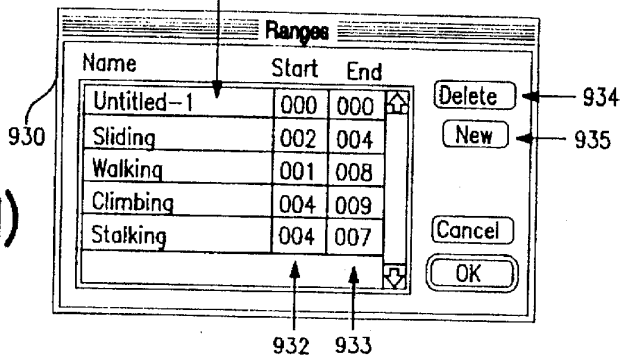 Ranges
Name Start End
Untitled-1 000 000
Sliding 002 004
Walking 001 008
Climbing 004 009
Stalking 004 007
Delete 934
New 935
Cancel
OK
930
)
932 933